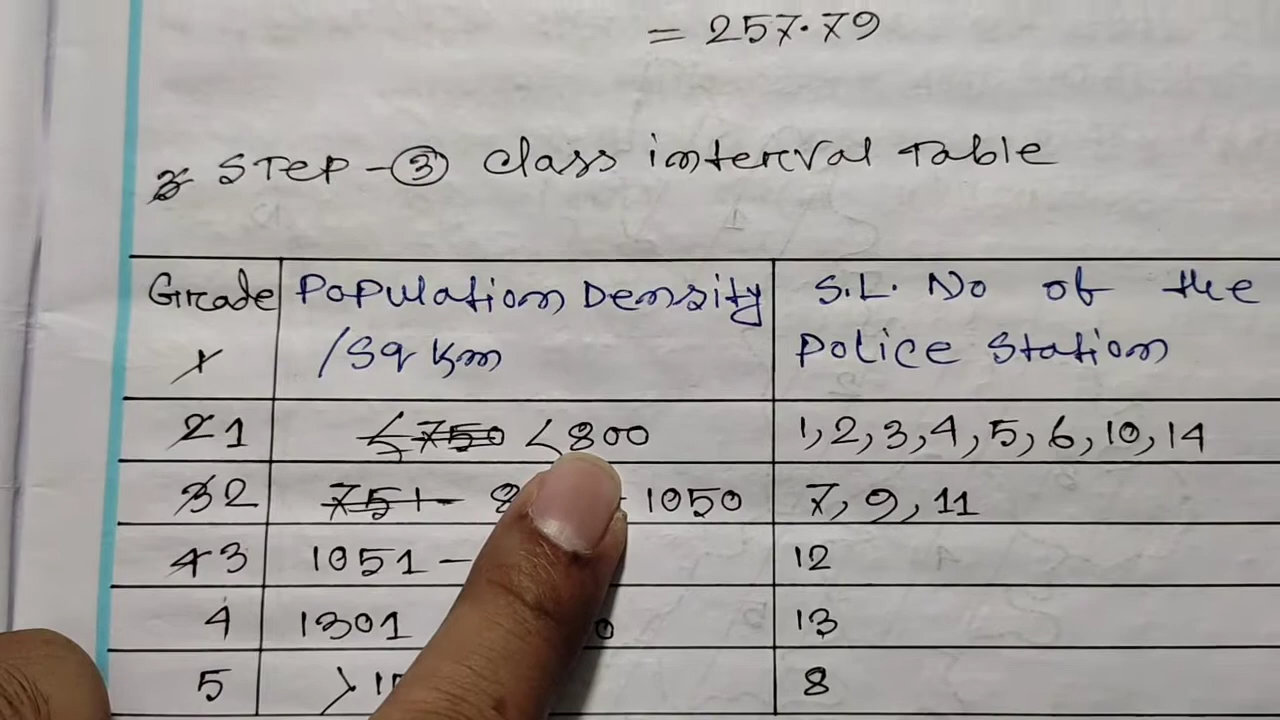 = 257.79
STEP-③ Class interval Table
Grade Population Density S.L. No of the
X /Sq Km Police Station
1 <800 1,2,3,4,5,6,10,14
2 1050 7,9,11
3 1051 - 12
4 1301 13
5 > 8